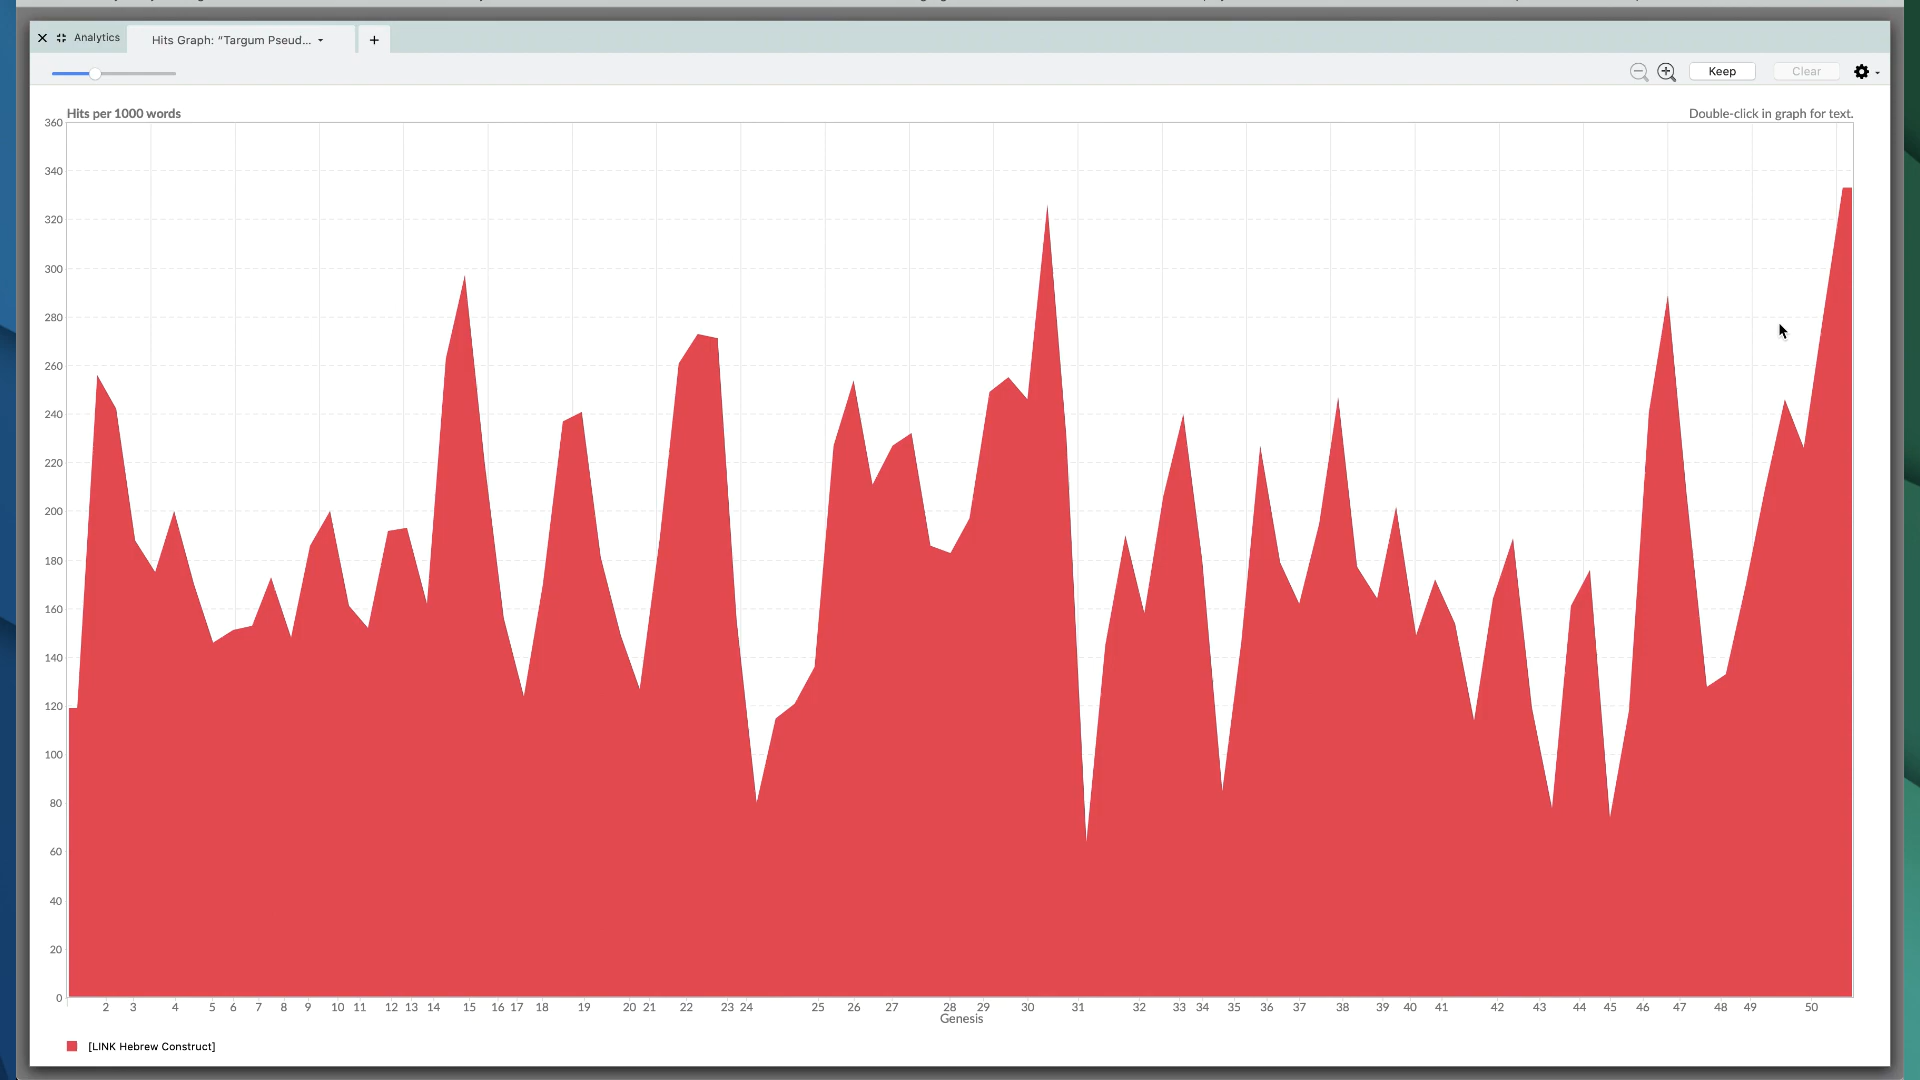 Analytics
Hits Graph: "Targum Pseud...
+
Keep
Clear
Hits per 1000 words
Double-click in graph for text.
360
340
320
300
280
260
240
220
200
180
160
140
120
100
80
60
40
20
0
2 3 4 5 6 7 8 9 10 11 12 13 14 15 16 17 18 19 20 21 22 23 24 25 26 27 28 29 30 31 32 33 34 35 36 37 38 39 40 41 42 43 44 45 46 47 48 49 50
Genesis
[LINK Hebrew Construct]